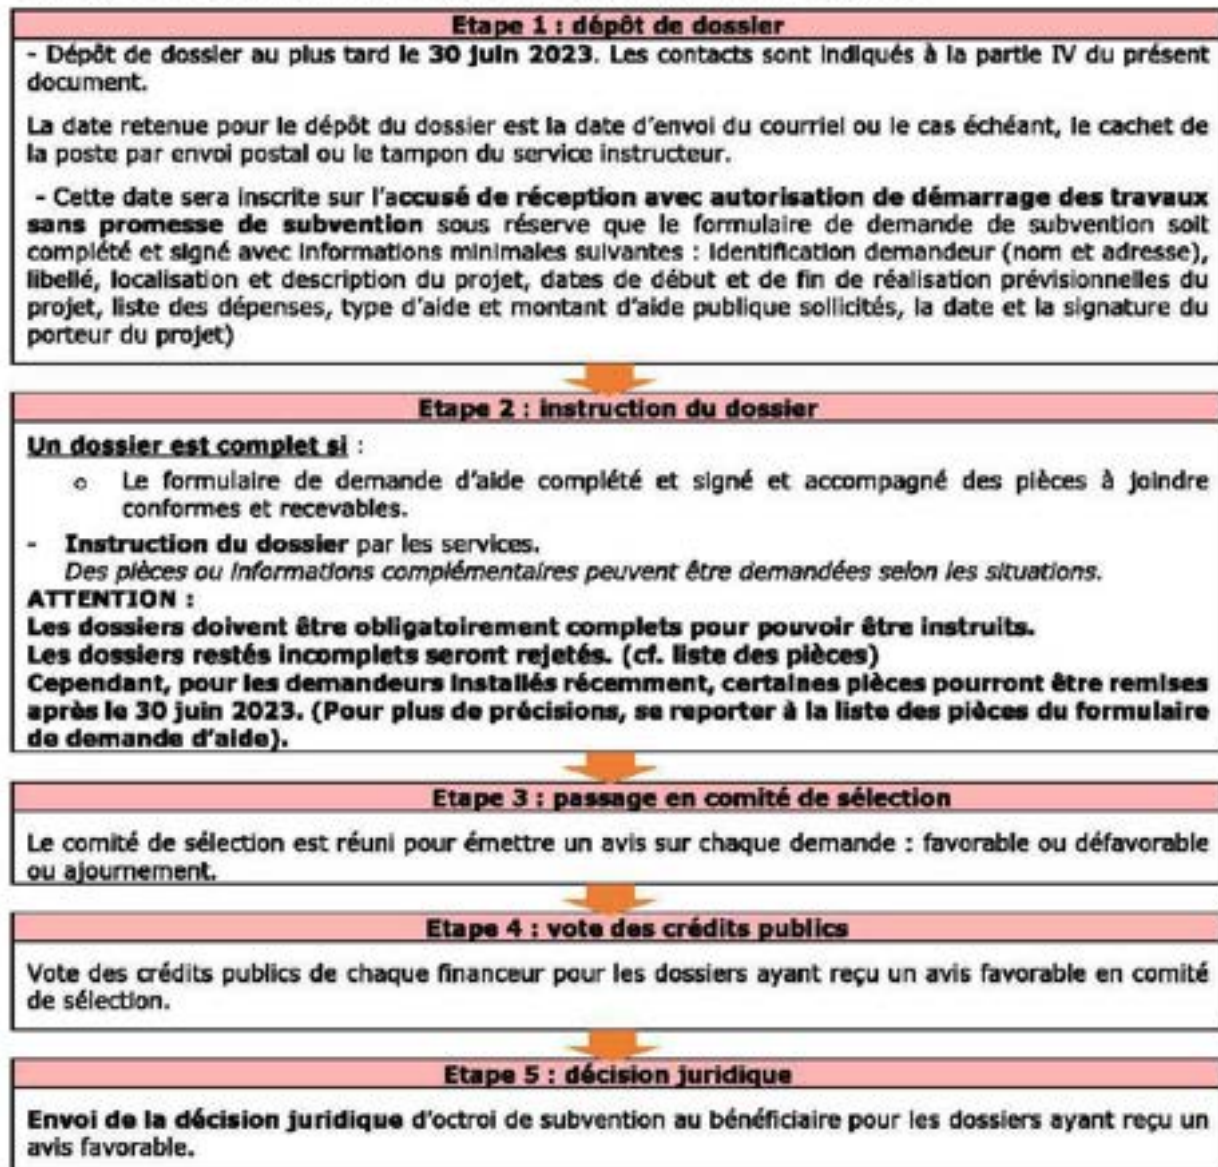 Etape 1 : dépôt de dossier
- Dépôt de dossier au plus tard le 30 juin 2023. Les contacts sont indiqués à la partie IV du présent
document.
La date retenue pour le dépôt du dossier est la date d'envoi du courriel ou le cas échéant, le cachet de
la poste par envoi postal ou le tampon du service instructeur.
- Cette date sera inscrite sur l'accusé de réception avec autorisation de démarrage des travaux
sans promesse de subvention sous réserve que le formulaire de demande de subvention soit
complété et signé avec informations minimales suivantes : identification demandeur (nom et adresse),
libellé, localisation et description du projet, dates de début et de fin de réalisation prévisionnelles du
projet, liste des dépenses, type d'aide et montant d'aide publique sollicités, la date et la signature du
porteur du projet)
Etape 2 : instruction du dossier
Un dossier est complet si :
o Le formulaire de demande d'aide complété et signé et accompagné des pièces à joindre
conformes et recevables.
- Instruction du dossier par les services.
Des pièces ou informations complémentaires peuvent être demandées selon les situations.
ATTENTION :
Les dossiers doivent être obligatoirement complets pour pouvoir être instruits.
Les dossiers restés incomplets seront rejetés. (cf. liste des pièces)
Cependant, pour les demandeurs installés récemment, certaines pièces pourront être remises
après le 30 juin 2023. (Pour plus de précisions, se reporter à la liste des pièces du formulaire
de demande d'aide).
Etape 3 : passage en comité de sélection
Le comité de sélection est réuni pour émettre un avis sur chaque demande : favorable ou défavorable
ou ajournement.
Etape 4 : vote des crédits publics
Vote des crédits publics de chaque financeur pour les dossiers ayant reçu un avis favorable en comité
de sélection.
Etape 5 : décision juridique
Envoi de la décision juridique d'octroi de subvention au bénéficiaire pour les dossiers ayant reçu un
avis favorable.